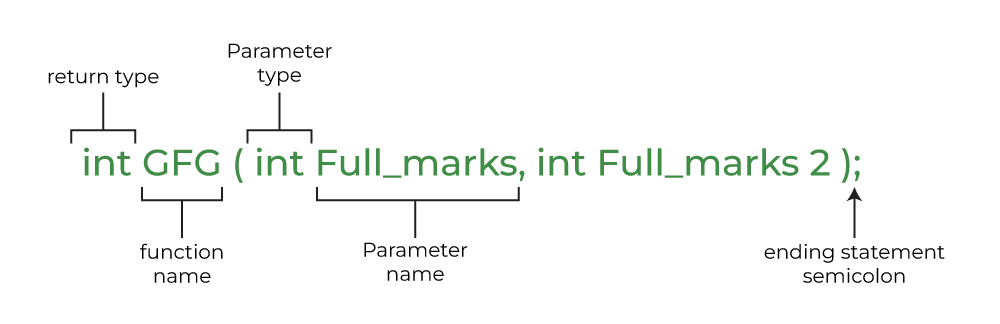 Parameter
type
return type
int GFG ( int Full_marks, int Full_marks 2 );
function
name
Parameter
name
ending statement
semicolon